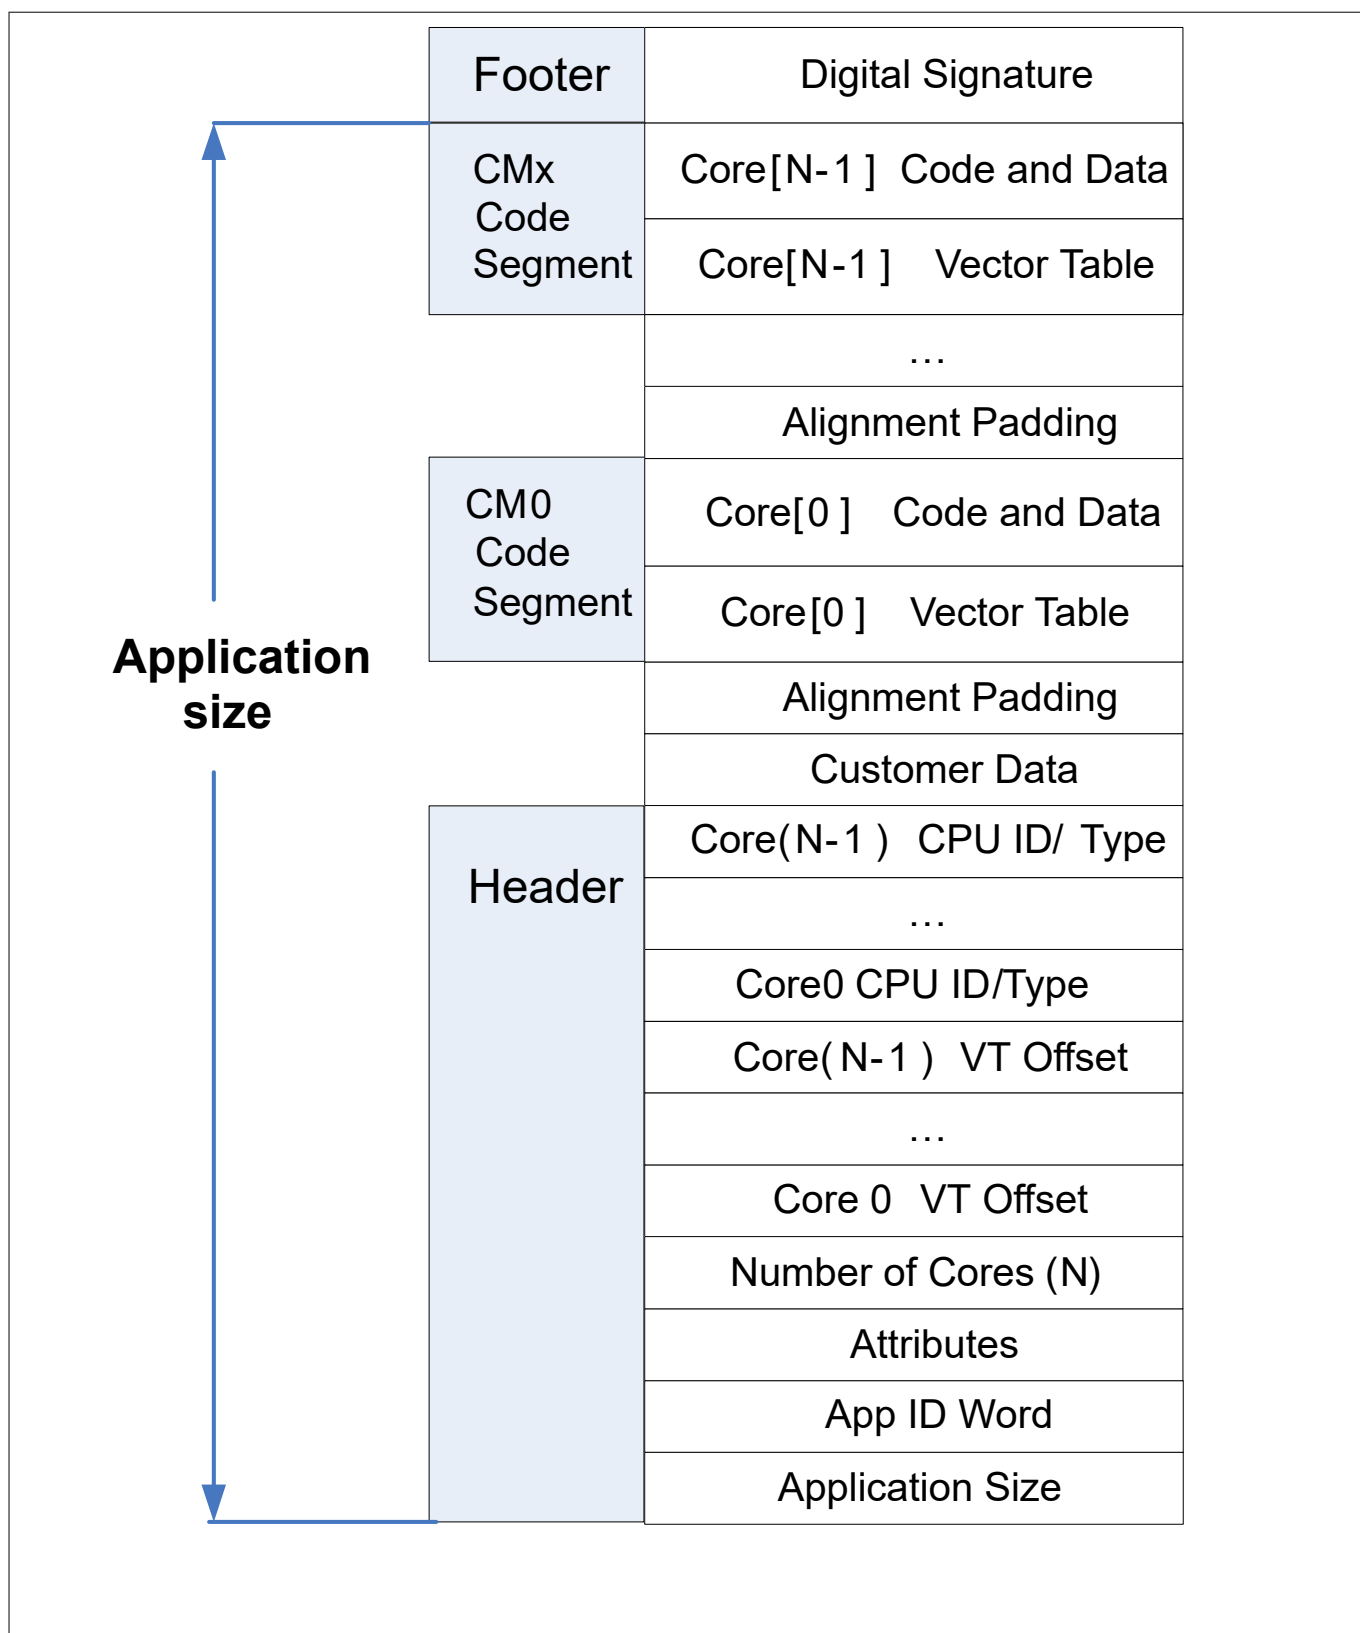 Footer
Digital Signature
CMx
Code
Segment
Core[N-1] Code and Data
Core[N-1] Vector Table
...
Alignment Padding
CM0
Code
Segment
Core[0] Code and Data
Core[0] Vector Table
Application
size
Alignment Padding
Customer Data
Header
Core(N-1) CPU ID/ Type
...
Core0 CPU ID/Type
Core(N-1) VT Offset
...
Core 0 VT Offset
Number of Cores (N)
Attributes
App ID Word
Application Size